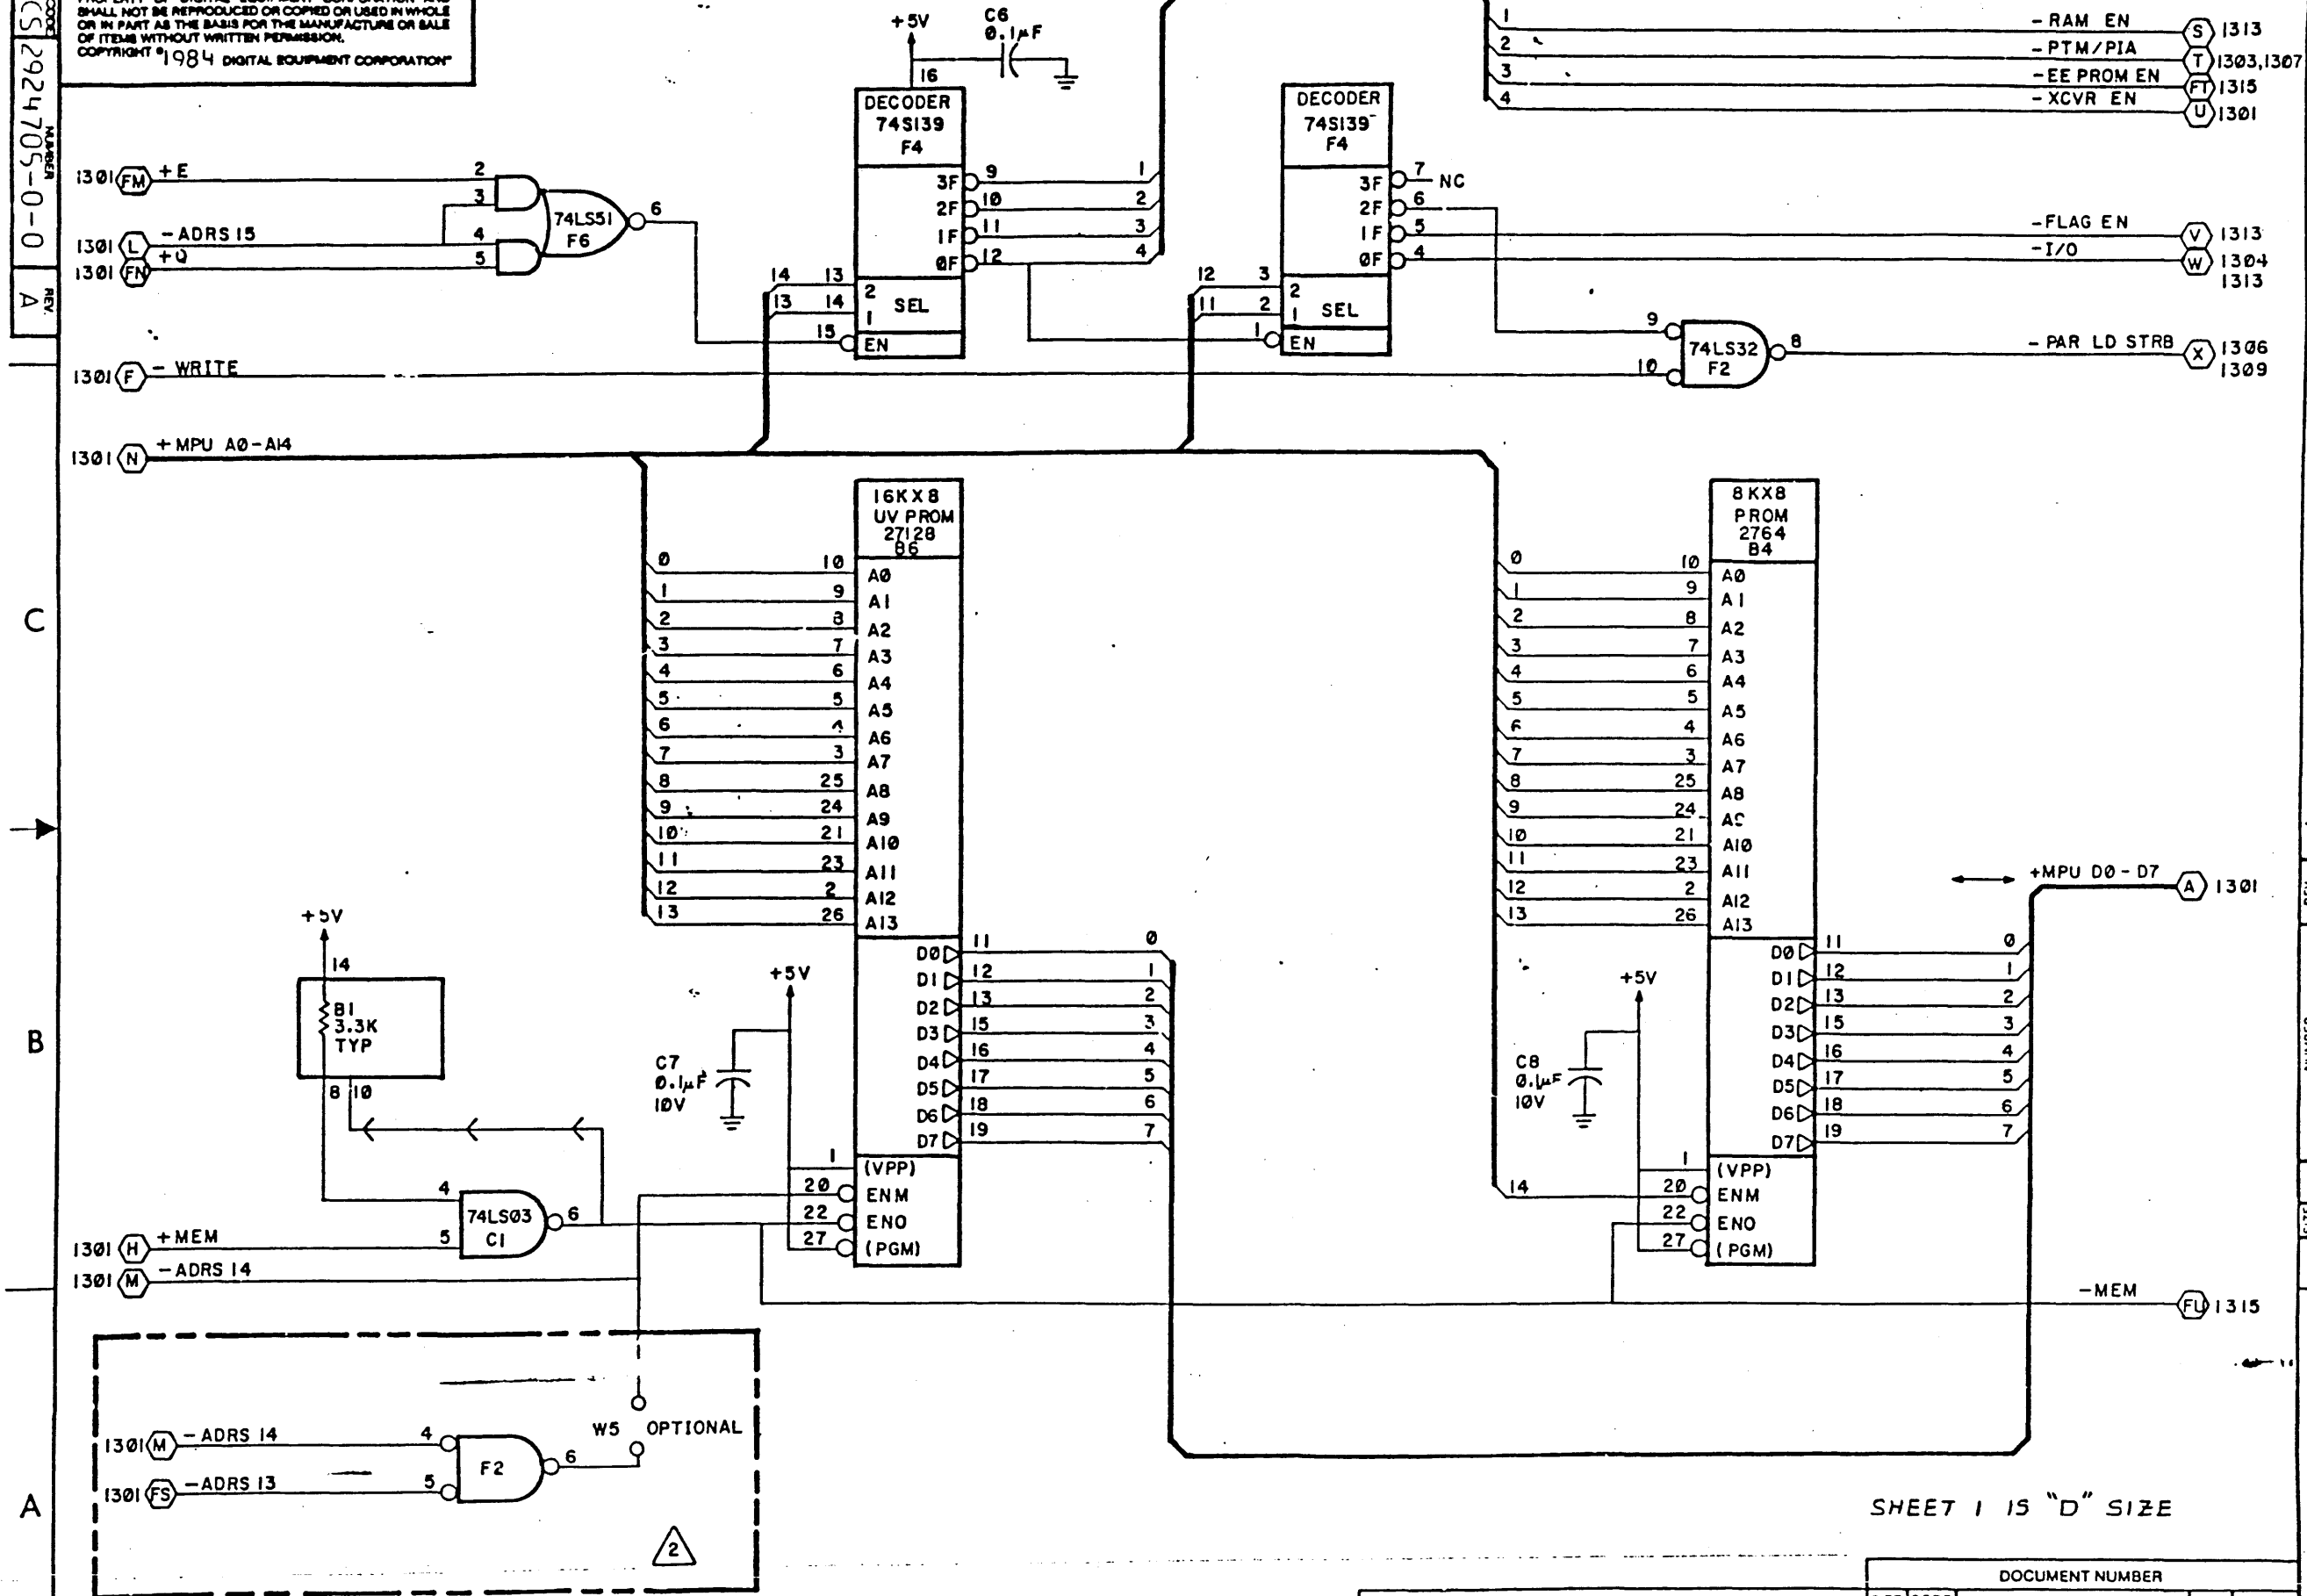 SHALL NOT BE REPRODUCED OR COPIED OR USED IN WHOLE
OR IN PART AS THE BASIS FOR THE MANUFACTURE OR SALE
OF ITEMS WITHOUT WRITTEN PERMISSION.
COPYRIGHT © 1984 DIGITAL EQUIPMENT CORPORATION"
CODE
CS
NUMBER
2924705-0-0
REV.
A
+5V
C6
0.1µF
16
DECODER
74S139
F4
3F 9 1
2F 10 2
1F 11 3
0F 12 4
14 13 2
13 14 1
SEL
15 EN
DECODER
74S139
F4
3F 7 NC
2F 6
1F 5
0F 4
12 3 2
11 2 1
SEL
1 EN
1 -RAM EN S 1313
2 -PTM/PIA T 1303,1307
3 -EE PROM EN FT 1315
4 -XCVR EN U 1301
-FLAG EN V 1313
-I/O W 1304
1313
1301 FM +E 2
3
1301 L -ADRS 15 4
1301 FN +Q 5
74LS51
F6
6
9
10
74LS32
F2
8
-PAR LD STRB X 1306
1309
1301 F -WRITE
1301 N +MPU A0-A14
16KX8
UV PROM
27128
B6
0 10 A0
1 9 A1
2 8 A2
3 7 A3
4 6 A4
5 5 A5
6 4 A6
7 3 A7
8 25 A8
9 24 A9
10 21 A10
11 23 A11
12 2 A12
13 26 A13
D0 11 0
D1 12 1
D2 13 2
D3 15 3
D4 16 4
D5 17 5
D6 18 6
D7 19 7
1 (VPP)
20 ENM
22 ENO
27 (PGM)
+5V
C7
0.1µF
10V
8KX8
PROM
2764
B4
0 10 A0
1 9 A1
2 8 A2
3 7 A3
4 6 A4
5 5 A5
6 4 A6
7 3 A7
8 25 A8
9 24 A9
10 21 A10
11 23 A11
12 2 A12
13 26 A13
D0 11 0
D1 12 1
D2 13 2
D3 15 3
D4 16 4
D5 17 5
D6 18 6
D7 19 7
1 (VPP)
14 20 ENM
22 ENO
27 (PGM)
+5V
C8
0.1µF
10V
+MPU D0-D7 A 1301
C
B
A
+5V
14
B1
3.3K
TYP
8 10
4
74LS03
C1
6
1301 H +MEM 5
1301 M -ADRS 14
-MEM FU 1315
W5 OPTIONAL
1301 M -ADRS 14 4
F2
6
1301 FS -ADRS 13 5
2
SHEET 1 IS "D" SIZE
DOCUMENT NUMBER